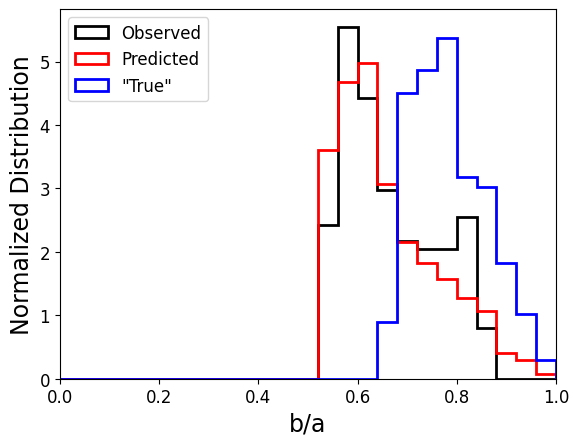 Observed
Predicted
"True"
Normalized Distribution
5
4
3
2
1
0
0.0 0.2 0.4 0.6 0.8 1.0
b/a